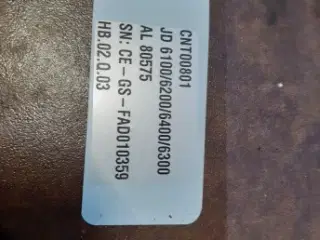 CNT00801
JD 6100/6200/6400/6300
AL 80575
SN: CE-GS-FAD010359
HB.02.Q.03